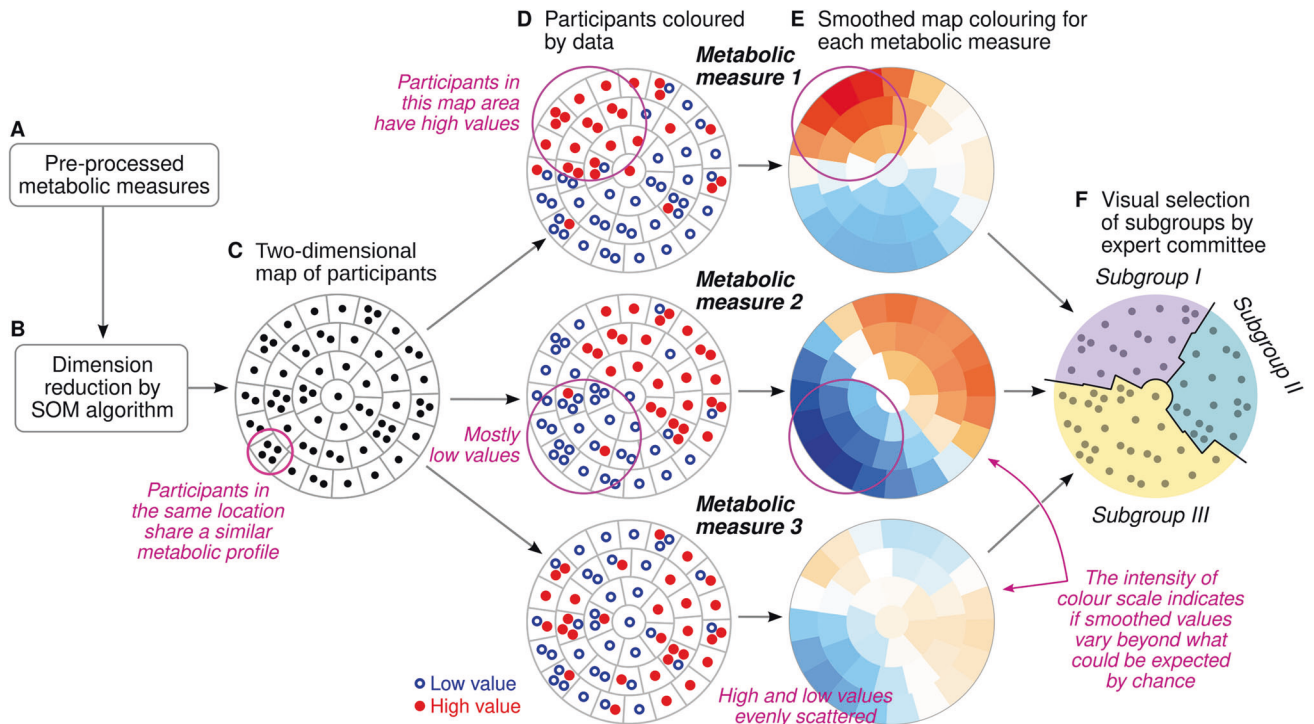 A
Pre-processed
metabolic measures
B
Dimension
reduction by
SOM algorithm
C Two-dimensional
map of participants
Participants in
the same location
share a similar
metabolic profile
D Participants coloured
by data
Participants in
this map area
have high values
Mostly
low values
Low value
High value
E Smoothed map colouring for
each metabolic measure
Metabolic
measure 1
Metabolic
measure 2
Metabolic
measure 3
High and low values
evenly scattered
F Visual selection
of subgroups by
expert committee
Subgroup I
Subgroup II
Subgroup III
The intensity of
colour scale indicates
if smoothed values
vary beyond what
could be expected
by chance